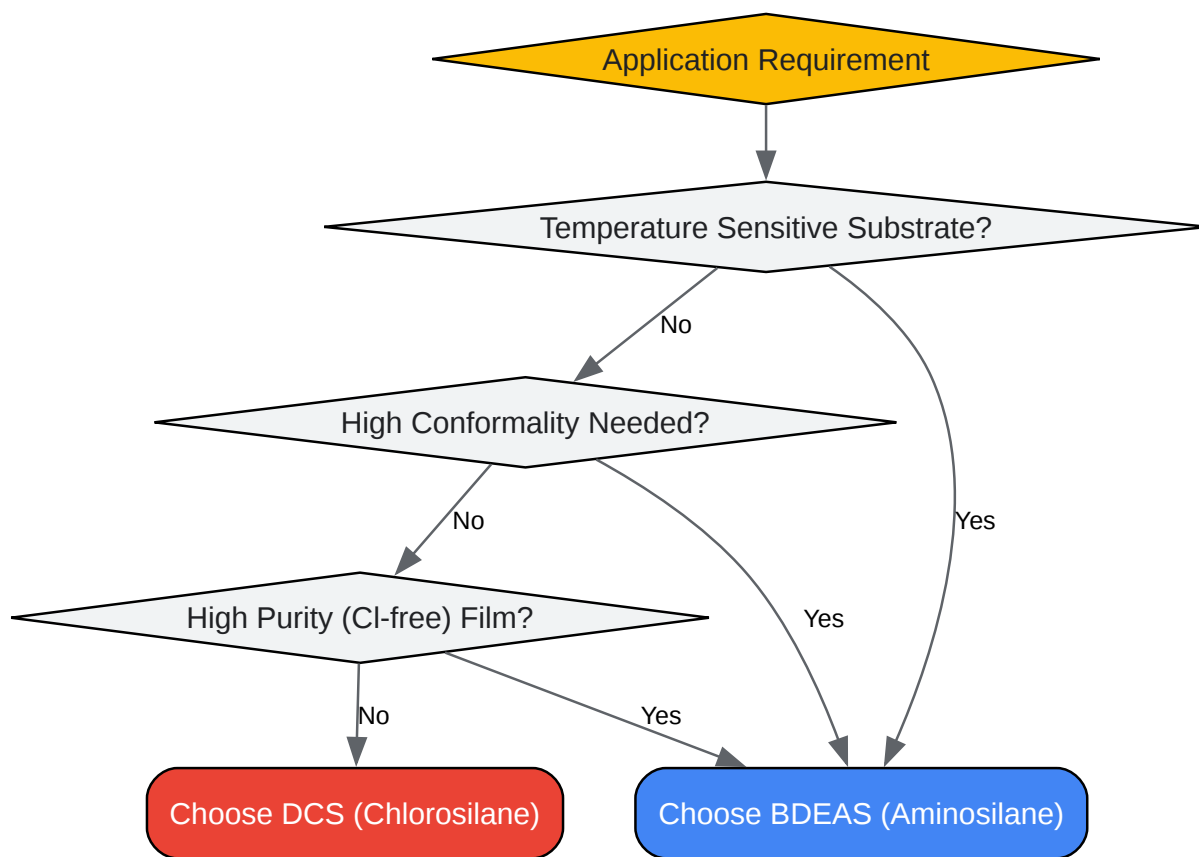 Application Requirement
Temperature Sensitive Substrate?
No
High Conformality Needed?
No
Yes
High Purity (Cl-free) Film?
Yes
No
Yes
Choose DCS (Chlorosilane)
Choose BDEAS (Aminosilane)